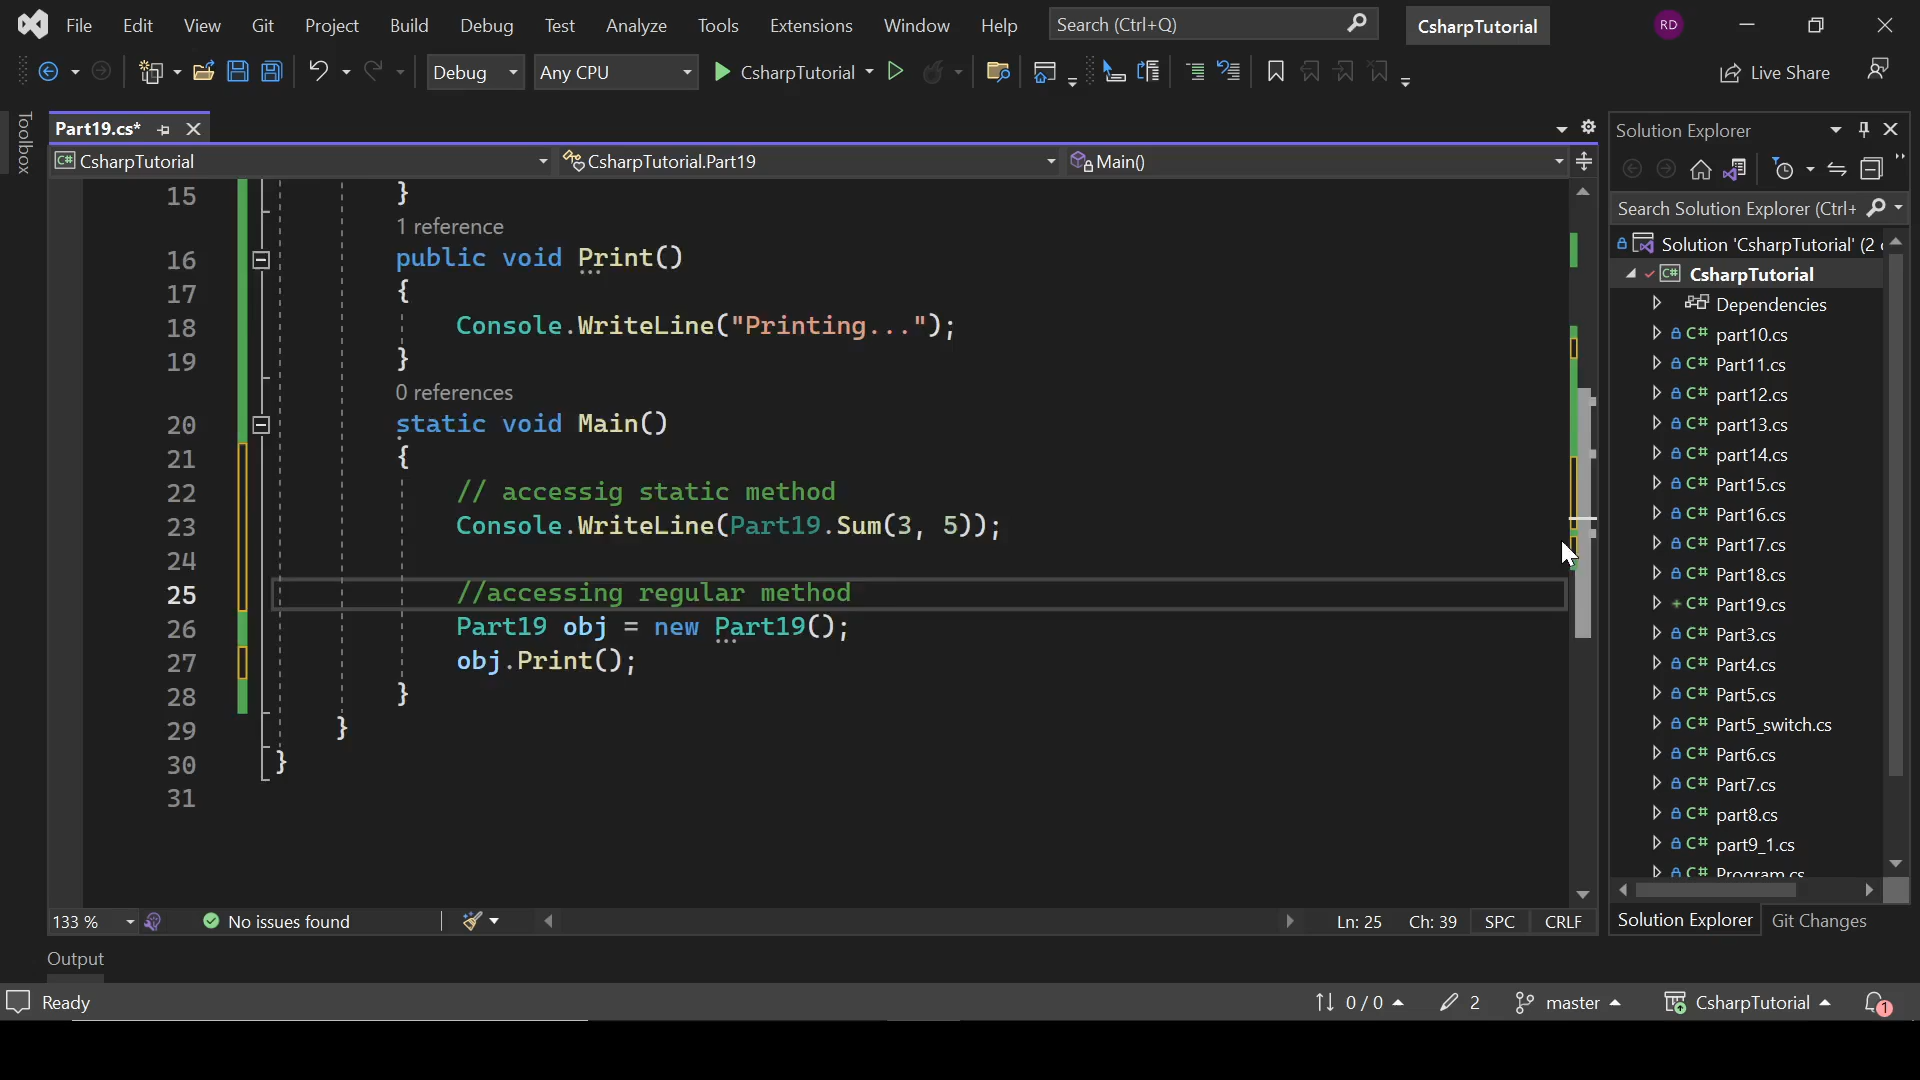 File Edit View Git Project Build Debug Test Analyze Tools Extensions Window Help Search (Ctrl+Q) CsharpTutorial RD
Debug Any CPU CsharpTutorial Live Share
Toolbox
Part19.cs*
C# CsharpTutorial CsharpTutorial.Part19 Main()
15 }
1 reference
16 public void Print()
17 {
18 Console.WriteLine("Printing...");
19 }
0 references
20 static void Main()
21 {
22 // accessig static method
23 Console.WriteLine(Part19.Sum(3, 5));
24
25 //accessing regular method
26 Part19 obj = new Part19();
27 obj.Print();
28 }
29 }
30 }
31
133 % No issues found Ln: 25 Ch: 39 SPC CRLF
Solution Explorer
Search Solution Explorer (Ctrl+
Solution 'CsharpTutorial' (2
C# CsharpTutorial
Dependencies
C# part10.cs
C# Part11.cs
C# part12.cs
C# part13.cs
C# part14.cs
C# Part15.cs
C# Part16.cs
C# Part17.cs
C# Part18.cs
C# Part19.cs
C# Part3.cs
C# Part4.cs
C# Part5.cs
C# Part5_switch.cs
C# Part6.cs
C# Part7.cs
C# part8.cs
C# part9_1.cs
C# Program.cs
Solution Explorer Git Changes
Output
Ready 0 / 0 2 master CsharpTutorial 1